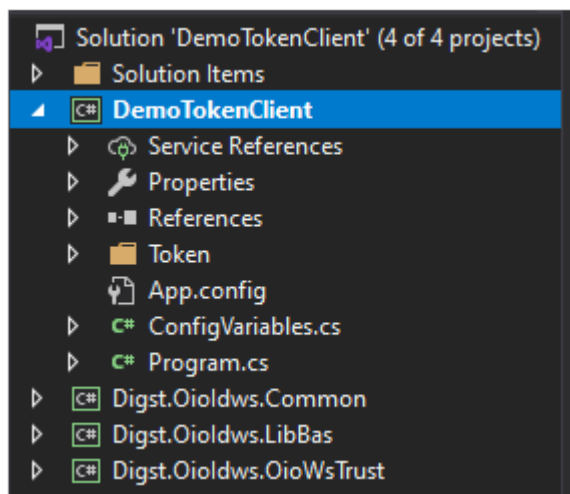 Solution 'DemoTokenClient' (4 of 4 projects)
Solution Items
C# DemoTokenClient
Service References
Properties
References
Token
App.config
C# ConfigVariables.cs
C# Program.cs
C# Digst.OioIdws.Common
C# Digst.OioIdws.LibBas
C# Digst.OioIdws.OioWsTrust